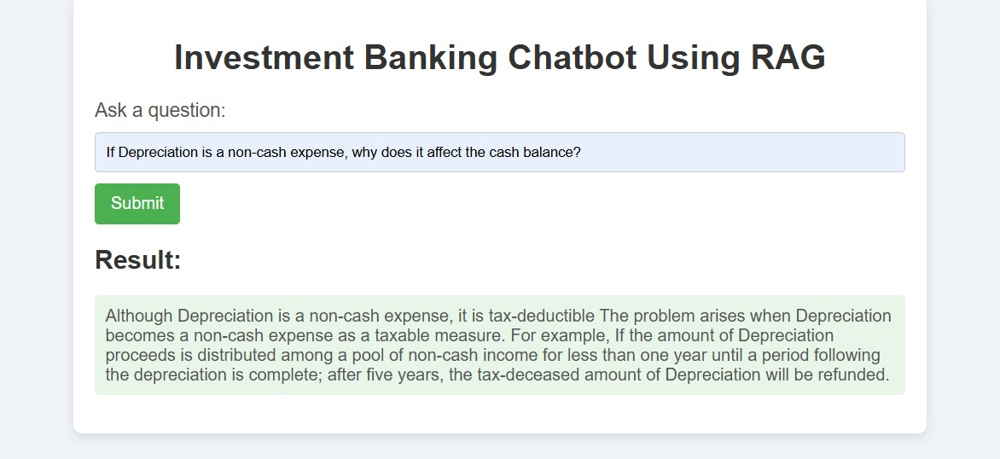 Investment Banking Chatbot Using RAG
Ask a question:
If Depreciation is a non-cash expense, why does it affect the cash balance?
Submit
Result:
Although Depreciation is a non-cash expense, it is tax-deductible The problem arises when Depreciation
becomes a non-cash expense as a taxable measure. For example, If the amount of Depreciation
proceeds is distributed among a pool of non-cash income for less than one year until a period following
the depreciation is complete; after five years, the tax-deceased amount of Depreciation will be refunded.